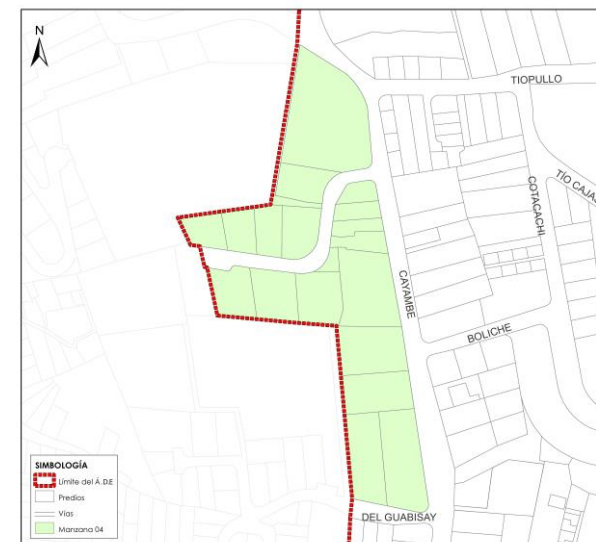 N
TIOPULLO
COTACACHI
TÍO CAJAS
CAYAMBE
BOLICHE
DEL GUABISAY
SIMBOLOGÍA
Límite del Á.D.E
Predios
Vías
Manzana 04